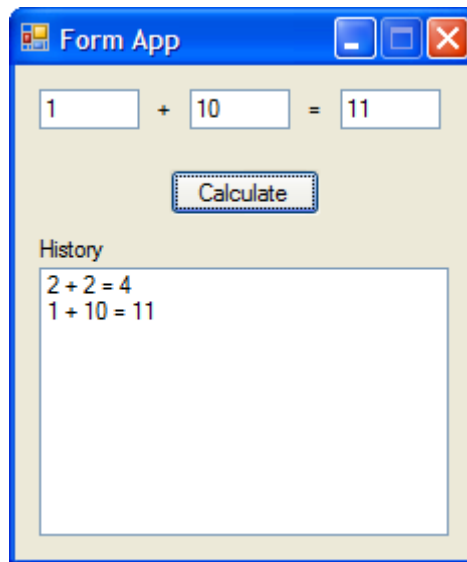 Form App
1 + 10 = 11
Calculate
History
2 + 2 = 4
1 + 10 = 11